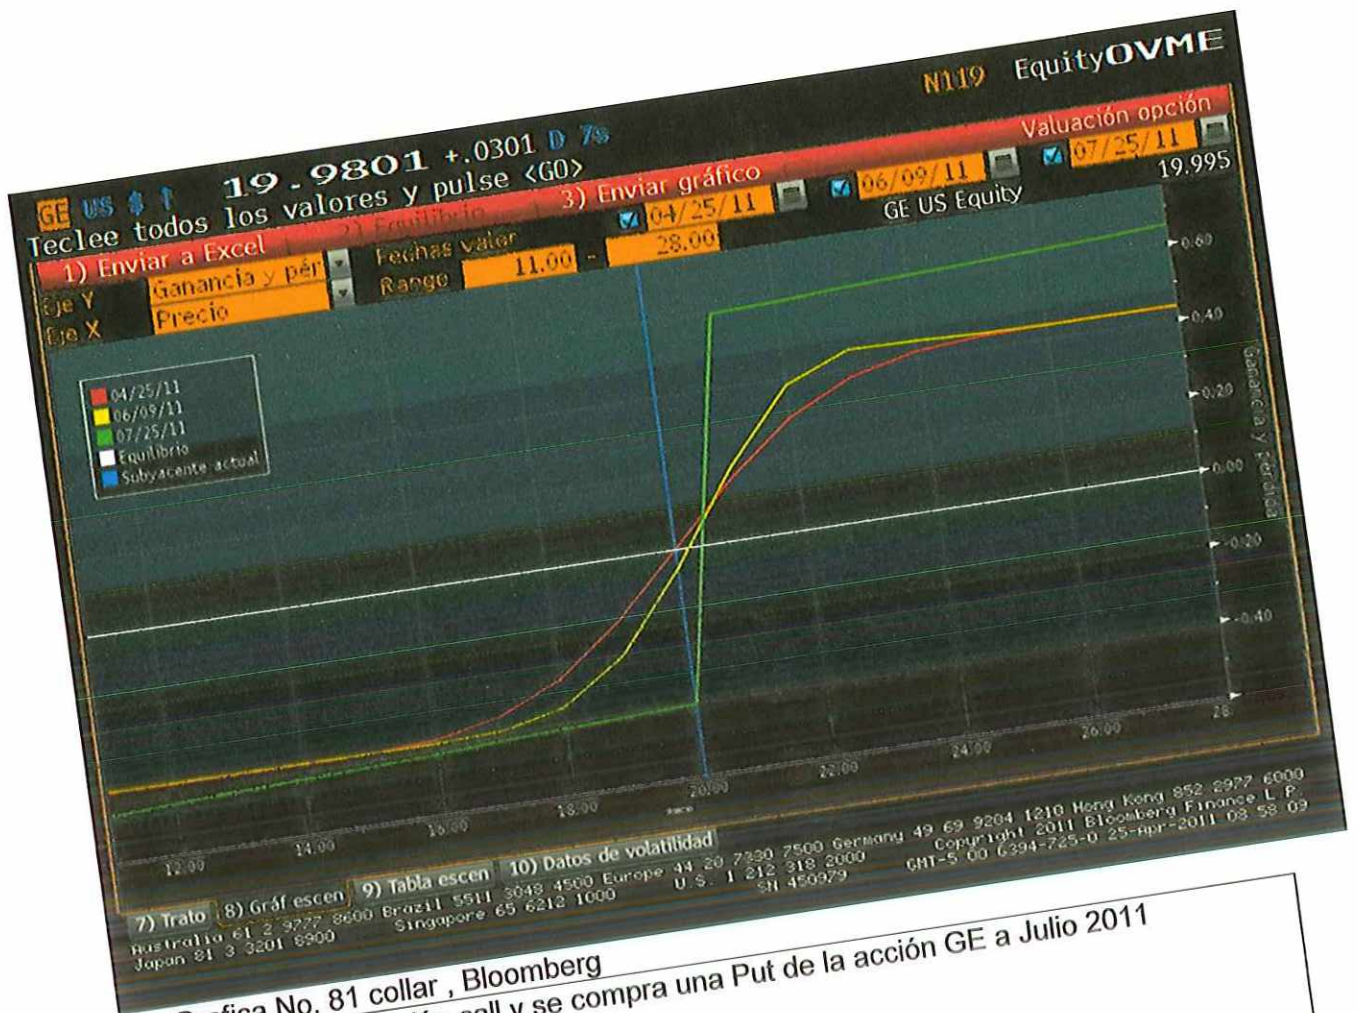 N119 EquityOVME
GE US $ ↑ 19.9801 +.0301 D 7s
Teclee todos los valores y pulse <GO>
1) Enviar a Excel 2) Equilibrio 3) Enviar gráfico Valuación opción
Eje Y Ganancia y pér Fechas valor 04/25/11 06/09/11 07/25/11
Eje X Precio Rango 11.00 - 28.00 GE US Equity 19.995
04/25/11
06/09/11
07/25/11
Equilibrio
Subyacente actual
0.60
0.40
0.20
0.00
-0.20
-0.40
Ganancia y pérdida
12.00 14.00 16.00 18.00 20.00 22.00 24.00 26.00 28
7) Trato 8) Gráf escen 9) Tabla escen 10) Datos de volatilidad
Australia 61 2 9777 8600 Brazil 5511 3048 4500 Europe 44 20 7330 7500 Germany 49 69 9204 1210 Hong Kong 852 2977 6000
Japan 81 3 3201 8900 Singapore 65 6212 1000 U.S. 1 212 318 2000 Copyright 2011 Bloomberg Finance L.P.
SN 450979 GMT-5:00 G394-725-0 25-Apr-2011 08:58:09
No. 81 collar , Bloomberg
call y se compra una Put de la acción GE a Julio 2011